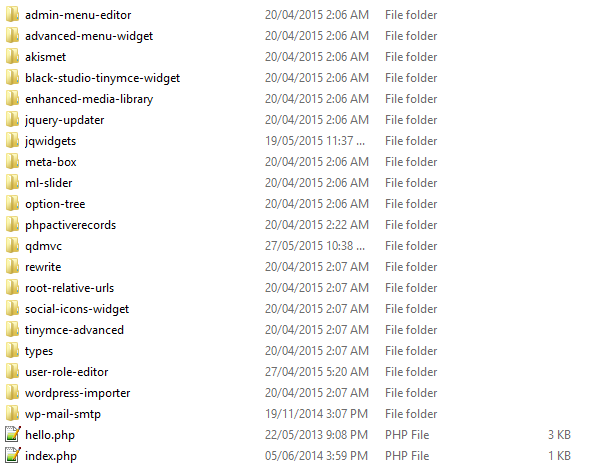 admin-menu-editor 20/04/2015 2:06 AM File folder
advanced-menu-widget 20/04/2015 2:06 AM File folder
akismet 20/04/2015 2:06 AM File folder
black-studio-tinymce-widget 20/04/2015 2:06 AM File folder
enhanced-media-library 20/04/2015 2:06 AM File folder
jquery-updater 20/04/2015 2:06 AM File folder
jqwidgets 19/05/2015 11:37 ... File folder
meta-box 20/04/2015 2:06 AM File folder
ml-slider 20/04/2015 2:06 AM File folder
option-tree 20/04/2015 2:06 AM File folder
phpactiverecords 20/04/2015 2:22 AM File folder
qdmvc 27/05/2015 10:38 ... File folder
rewrite 20/04/2015 2:07 AM File folder
root-relative-urls 20/04/2015 2:07 AM File folder
social-icons-widget 20/04/2015 2:07 AM File folder
tinymce-advanced 20/04/2015 2:07 AM File folder
types 20/04/2015 2:07 AM File folder
user-role-editor 27/04/2015 5:20 AM File folder
wordpress-importer 20/04/2015 2:07 AM File folder
wp-mail-smtp 19/11/2014 3:07 PM File folder
hello.php 22/05/2013 9:08 PM PHP File 3 KB
index.php 05/06/2014 3:59 PM PHP File 1 KB